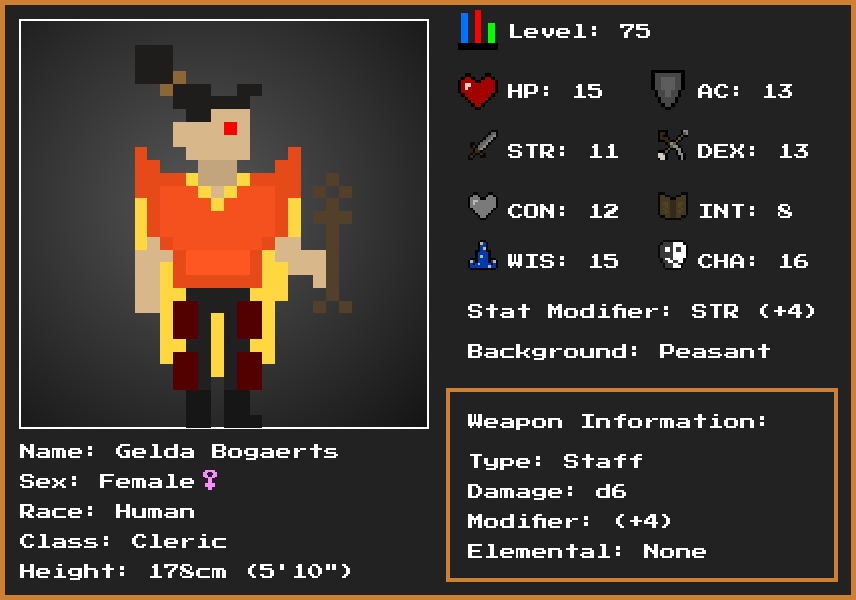 Level: 75
HP: 15
AC: 13
STR: 11
DEX: 13
CON: 12
INT: 8
WIS: 15
CHA: 16
Stat Modifier: STR (+4)
Background: Peasant
Weapon Information:
Type: Staff
Damage: d6
Modifier: (+4)
Elemental: None
Name: Gelda Bogaerts
Sex: Female♀
Race: Human
Class: Cleric
Height: 178cm (5'10")